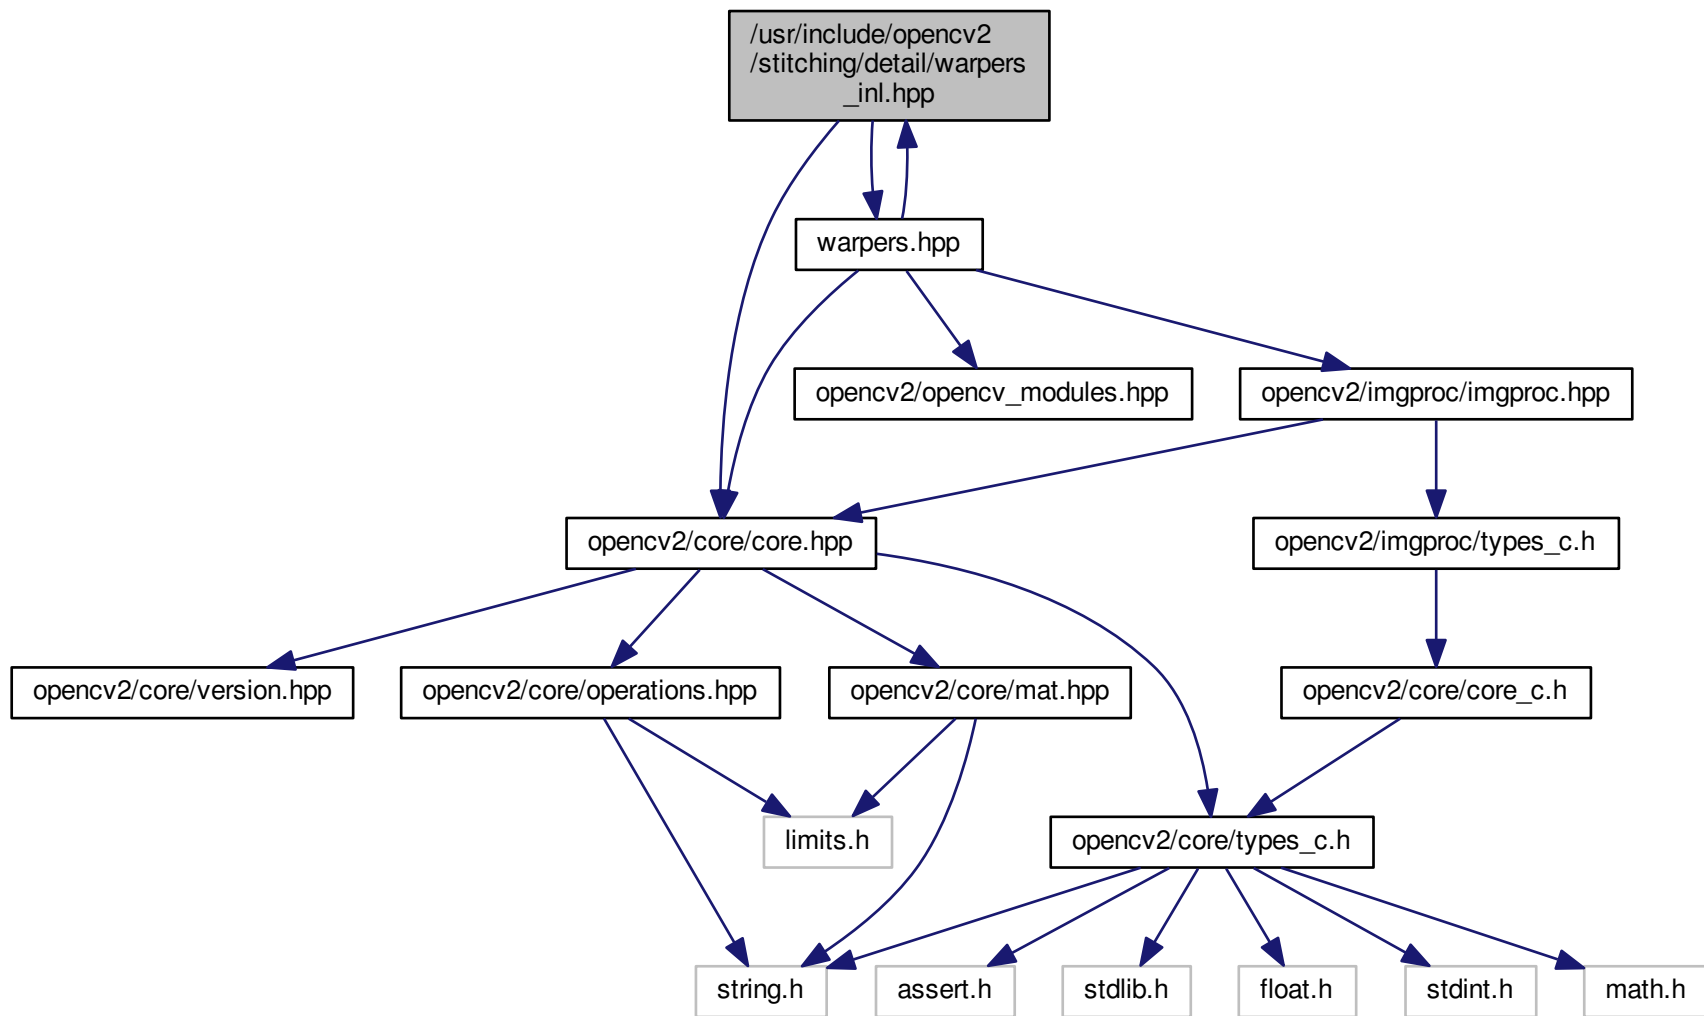 /usr/include/opencv2
/stitching/detail/warpers
_inl.hpp
warpers.hpp
opencv2/opencv_modules.hpp
opencv2/imgproc/imgproc.hpp
opencv2/core/core.hpp
opencv2/imgproc/types_c.h
opencv2/core/version.hpp
opencv2/core/operations.hpp
opencv2/core/mat.hpp
opencv2/core/core_c.h
limits.h
opencv2/core/types_c.h
string.h
assert.h
stdlib.h
float.h
stdint.h
math.h